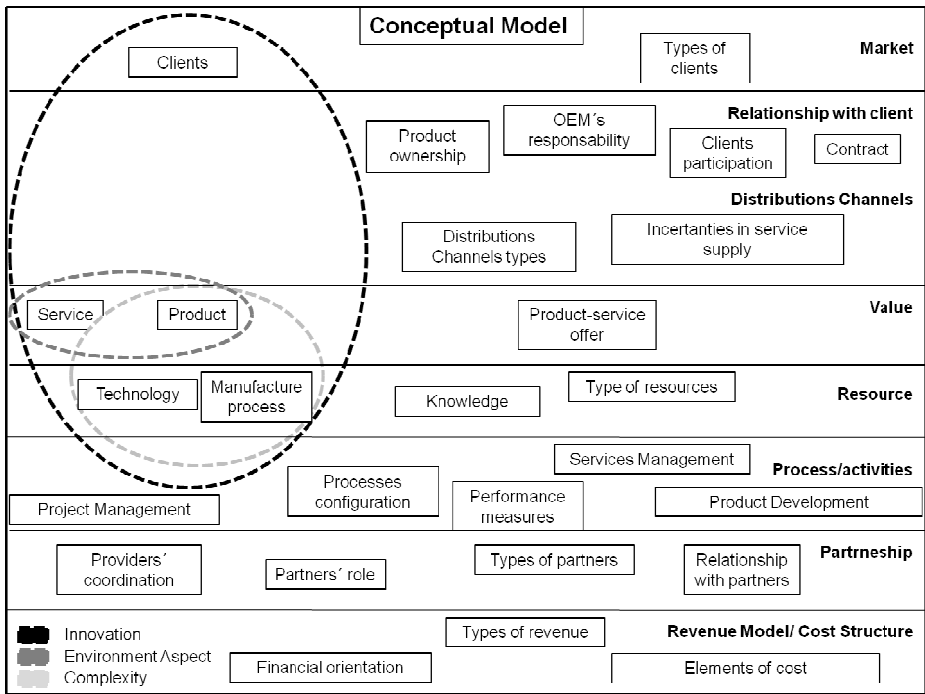 Conceptual Model
Clients
Types of
clients
Market
Relationship with client
Product
ownership
OEM´s
responsability
Clients
participation
Contract
Distributions Channels
Distributions
Channels types
Incertanties in service
supply
Service
Product
Product-service
offer
Value
Technology
Manufacture
process
Knowledge
Type of resources
Resource
Services Management
Process/activities
Processes
configuration
Performance
measures
Product Development
Project Management
Providers´
coordination
Partners´ role
Types of partners
Relationship
with partners
Partrneship
Innovation
Environment Aspect
Complexity
Types of revenue
Revenue Model/ Cost Structure
Financial orientation
Elements of cost